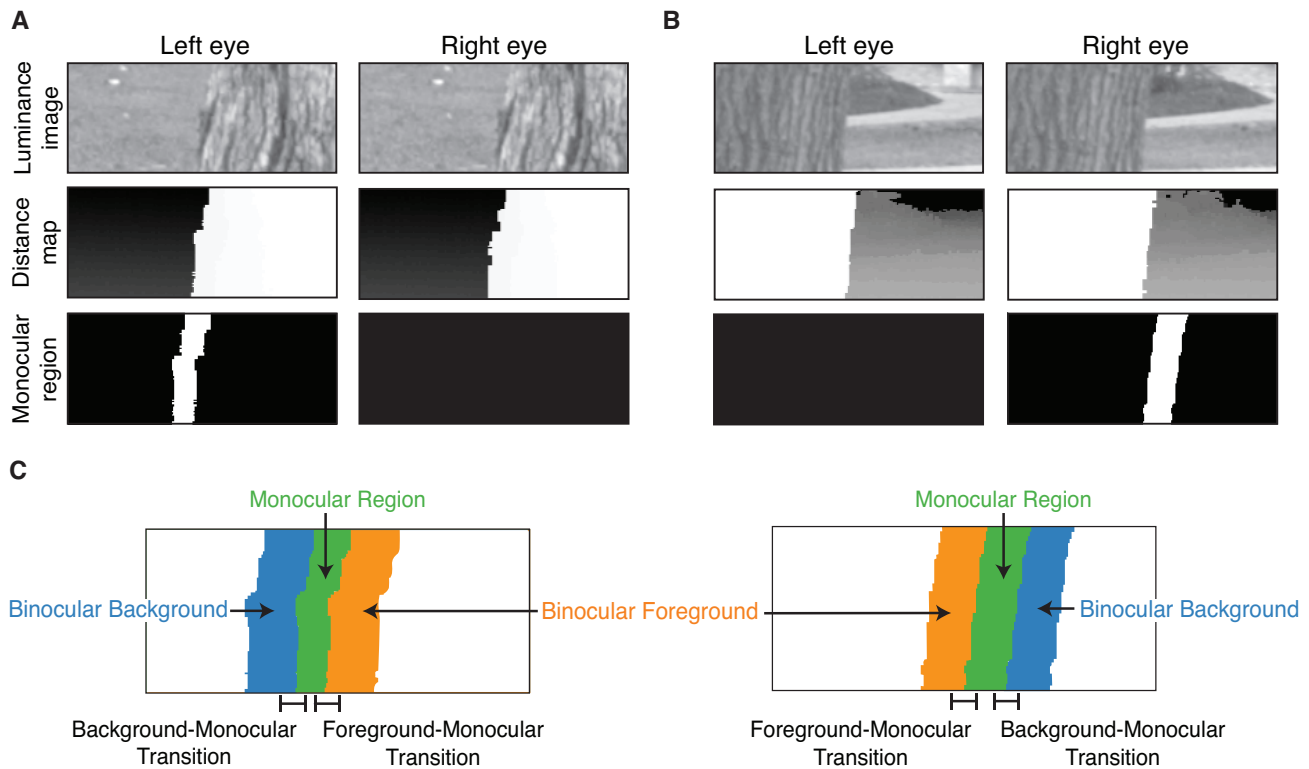 A
Left eye
Right eye
Luminance
image
Distance
map
Monocular
region
B
Left eye
Right eye
C
Monocular Region
Binocular Background
Binocular Foreground
Background-Monocular
Transition
Foreground-Monocular
Transition
Monocular Region
Binocular Background
Foreground-Monocular
Transition
Background-Monocular
Transition